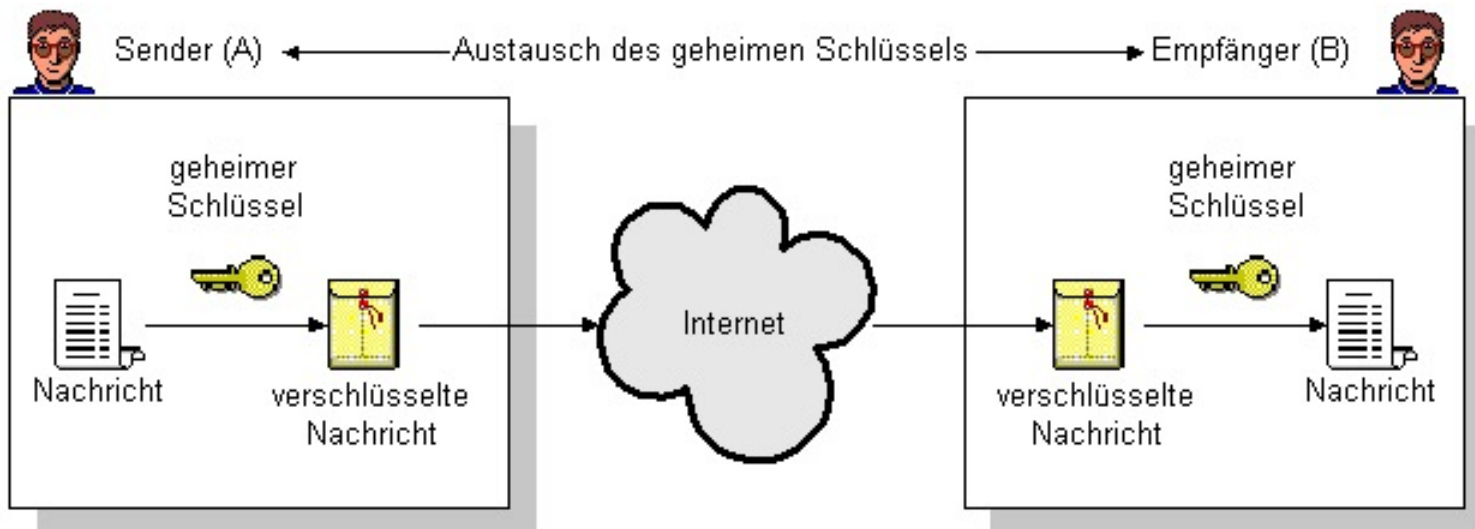 Sender (A)
Austausch des geheimen Schlüssels
Empfänger (B)
geheimer
Schlüssel
Nachricht
verschlüsselte
Nachricht
Internet
geheimer
Schlüssel
verschlüsselte
Nachricht
Nachricht